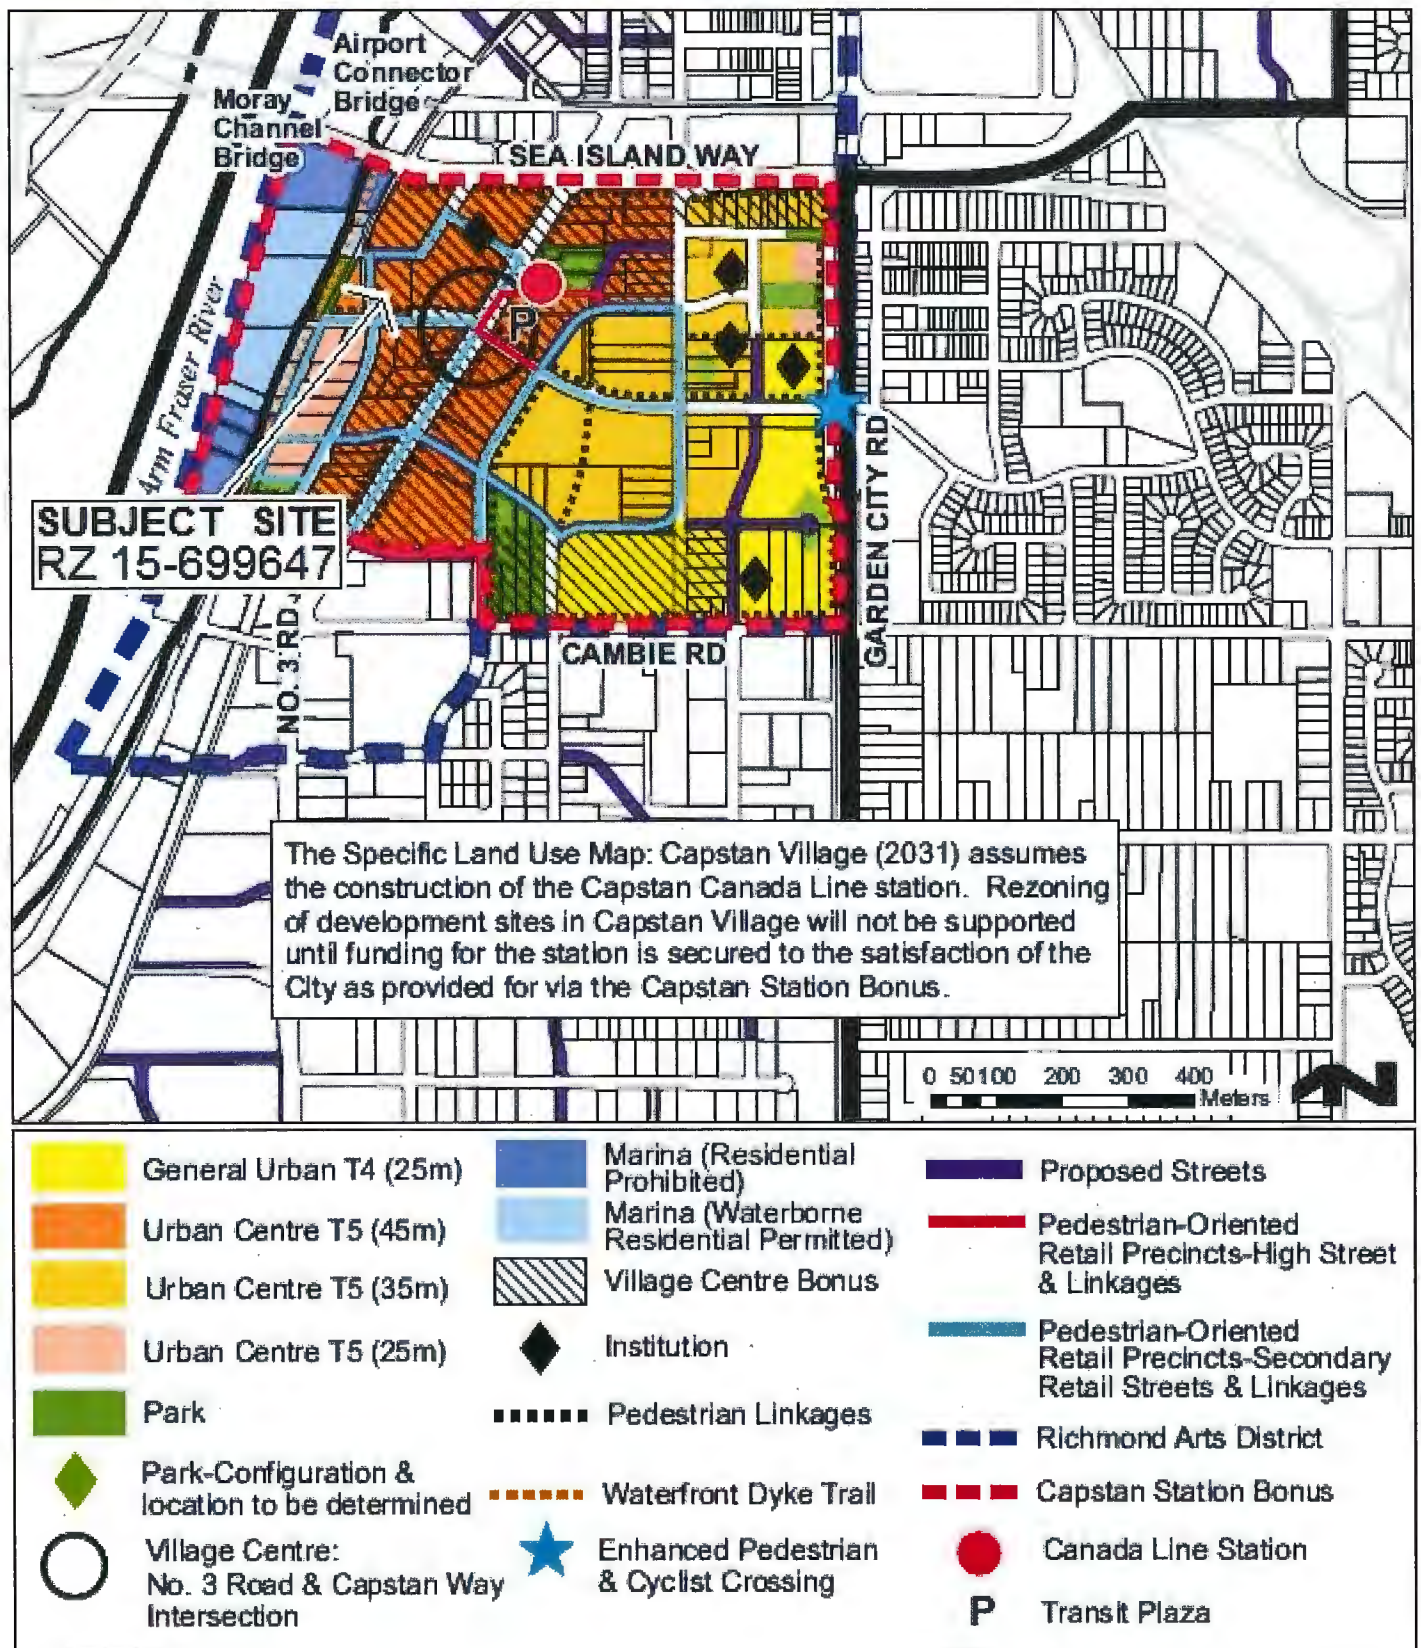 Airport
Connector
Bridge
Moray
Channel
Bridge
SEA ISLAND WAY
Arm Fraser River
SUBJECT SITE
RZ 15-699647
P
GARDEN CITY RD
NO. 3 RD
CAMBIE RD
The Specific Land Use Map: Capstan Village (2031) assumes
the construction of the Capstan Canada Line station. Rezoning
of development sites in Capstan Village will not be supported
until funding for the station is secured to the satisfaction of the
City as provided for via the Capstan Station Bonus.
0 50 100 200 300 400
Meters
General Urban T4 (25m)
Urban Centre T5 (45m)
Urban Centre T5 (35m)
Urban Centre T5 (25m)
Park
Park-Configuration &
location to be determined
Village Centre:
No. 3 Road & Capstan Way
Intersection
Marina (Residential
Prohibited)
Marina (Waterborne
Residential Permitted)
Village Centre Bonus
Institution
Pedestrian Linkages
Waterfront Dyke Trail
Enhanced Pedestrian
& Cyclist Crossing
Proposed Streets
Pedestrian-Oriented
Retail Precincts-High Street
& Linkages
Pedestrian-Oriented
Retail Precincts-Secondary
Retail Streets & Linkages
Richmond Arts District
Capstan Station Bonus
Canada Line Station
P Transit Plaza